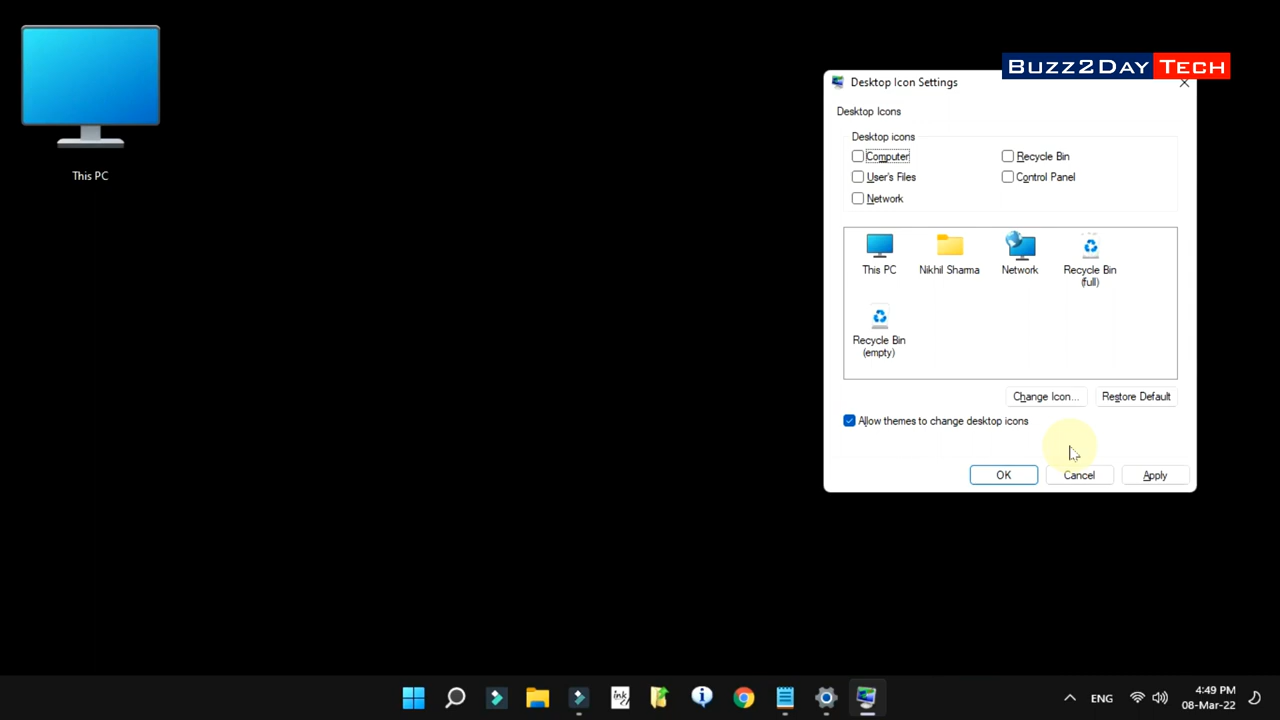 This PC
BUZZ2DAY TECH
Desktop Icon Settings
Desktop Icons
Desktop icons
Computer
Recycle Bin
User's Files
Control Panel
Network
This PC
Nikhil Sharma
Network
Recycle Bin
(full)
Recycle Bin
(empty)
Change Icon...
Restore Default
Allow themes to change desktop icons
OK
Cancel
Apply
ink
ENG
4:49 PM
08-Mar-22